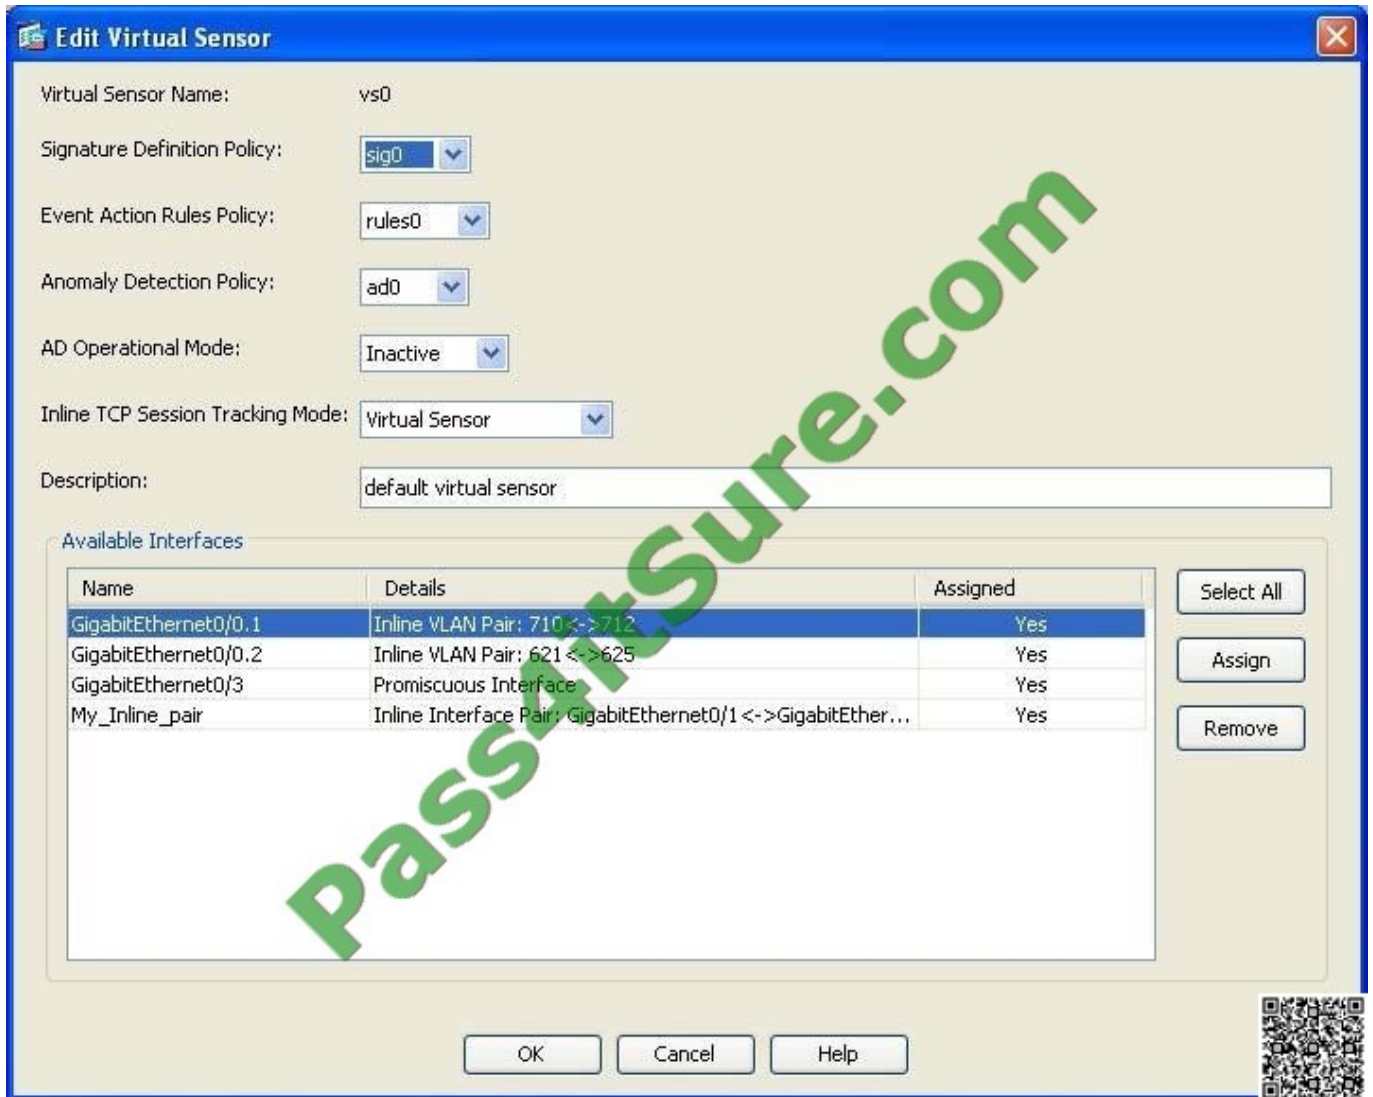 Edit Virtual Sensor
Virtual Sensor Name: vs0
Signature Definition Policy: sig0
Event Action Rules Policy: rules0
Anomaly Detection Policy: ad0
AD Operational Mode: Inactive
Inline TCP Session Tracking Mode: Virtual Sensor
Description: default virtual sensor
Available Interfaces
Name Details Assigned
GigabitEthernet0/0.1 Inline VLAN Pair: 710<->712 Yes
GigabitEthernet0/0.2 Inline VLAN Pair: 621<->625 Yes
GigabitEthernet0/3 Promiscuous Interface Yes
My_Inline_pair Inline Interface Pair: GigabitEthernet0/1<->GigabitEther... Yes
Select All
Assign
Remove
Pass4itSure.com
OK Cancel Help